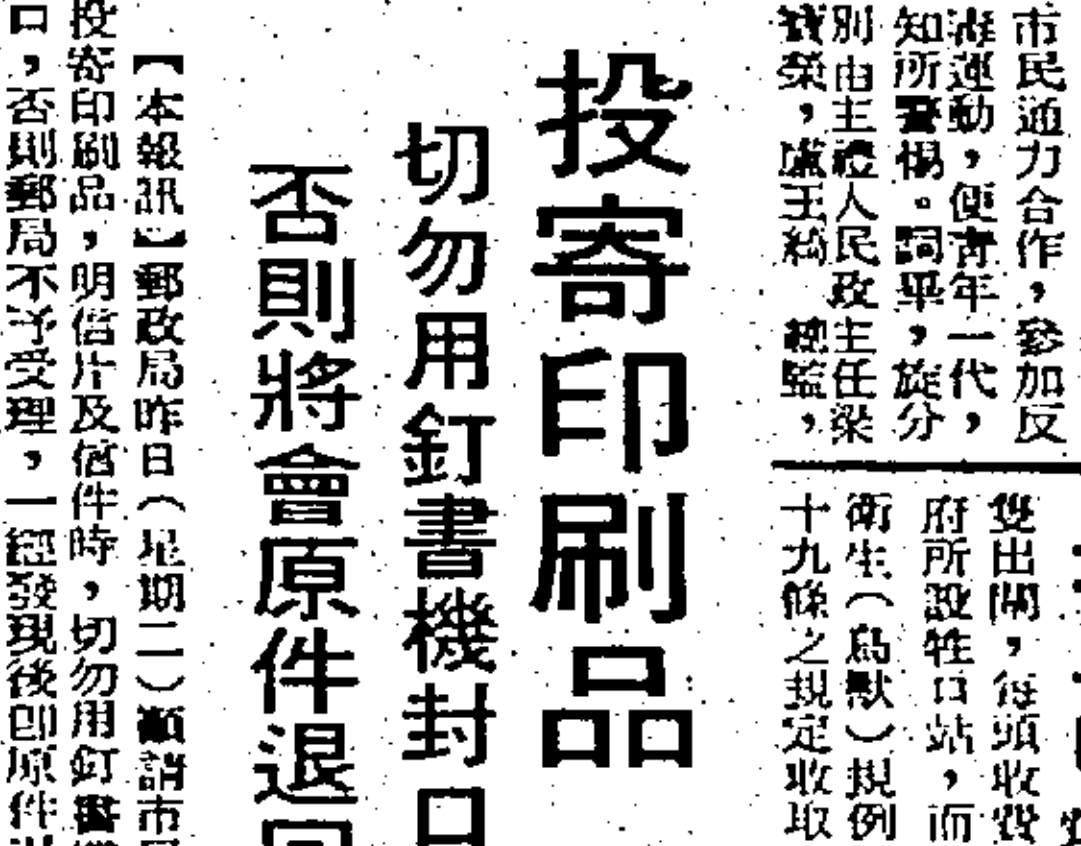 市民通力合作，參加反
運動，使青年一代，
知所警惕。詞畢，旋分
別由主禮人民政主任梁
榮，盧王綺 總監，
隻出閘，每頭收費
府所設牲口站，而
衛生（鳥獸）規例
十九條之規定收取
投寄印刷品
切勿用釘書機封口
否則將會原件退回
【本報訊】郵政局昨日（星期二）籲請市民
投寄印刷品，明信片及信件時，切勿用釘書機
口，否則郵局不予受理，一經發現後即原件退